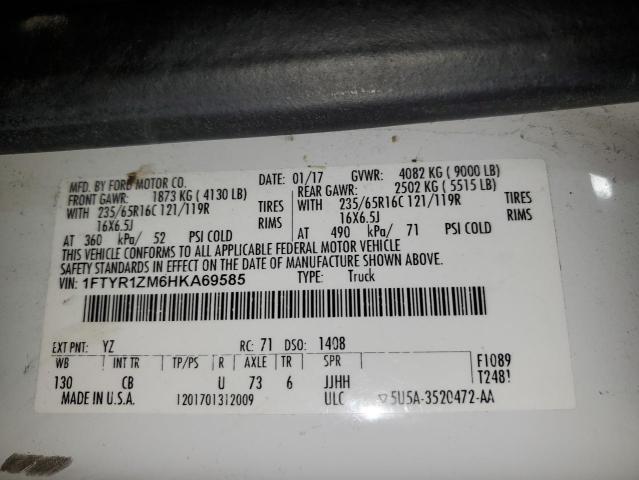 MFD. BY FORD MOTOR CO. DATE: 01/17 GVWR: 4082 KG ( 9000 LB)
FRONT GAWR: 1873 KG ( 4130 LB) REAR GAWR: 2502 KG ( 5515 LB)
WITH 235/65R16C 121/119R TIRES WITH 235/65R16C 121/119R TIRES
16X6.5J RIMS 16X6.5J RIMS
AT 360 kPa/ 52 PSI COLD AT 490 kPa/ 71 PSI COLD
THIS VEHICLE CONFORMS TO ALL APPLICABLE FEDERAL MOTOR VEHICLE
SAFETY STANDARDS IN EFFECT ON THE DATE OF MANUFACTURE SHOWN ABOVE.
VIN: 1FTYR1ZM6HKA69585 TYPE: Truck
EXT PNT: YZ RC: 71 DSO: 1408
WB INT TR TP/PS R AXLE TR SPR F1089
130 CB U 73 6 JJHH T248!
MADE IN U.S.A. 1201701312009 ULC 5U5A-3520472-AA